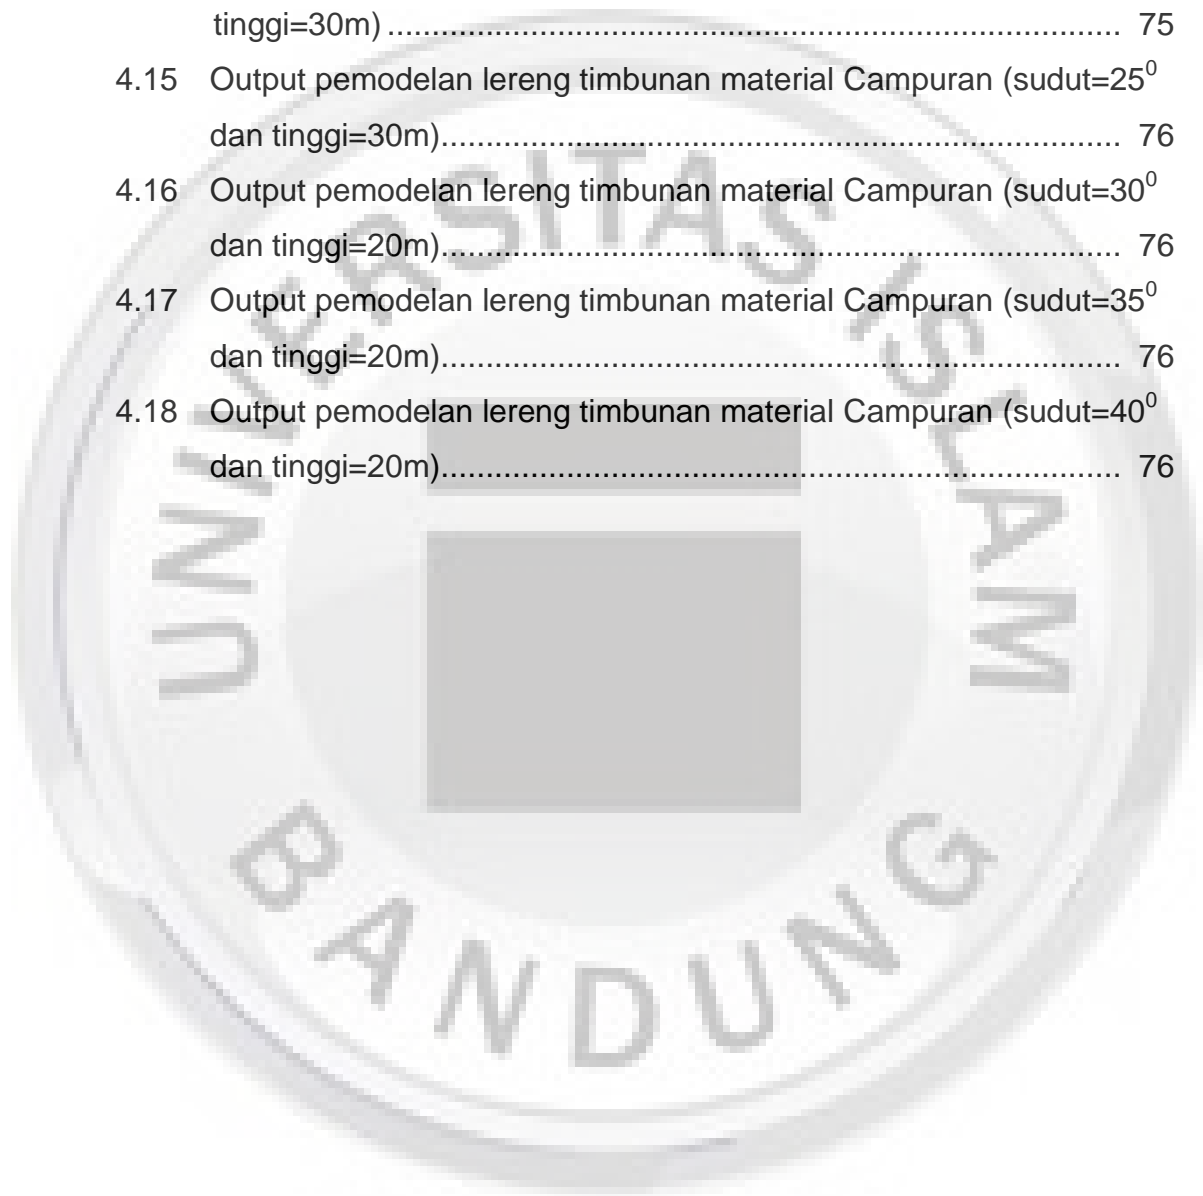 tinggi=30m) ........................................................................................ 75
4.15 Output pemodelan lereng timbunan material Campuran (sudut=25⁰
dan tinggi=30m)................................................................................. 76
4.16 Output pemodelan lereng timbunan material Campuran (sudut=30⁰
dan tinggi=20m)................................................................................. 76
4.17 Output pemodelan lereng timbunan material Campuran (sudut=35⁰
dan tinggi=20m)................................................................................. 76
4.18 Output pemodelan lereng timbunan material Campuran (sudut=40⁰
dan tinggi=20m)................................................................................. 76
UNIVERSITAS ISLAM
BANDUNG